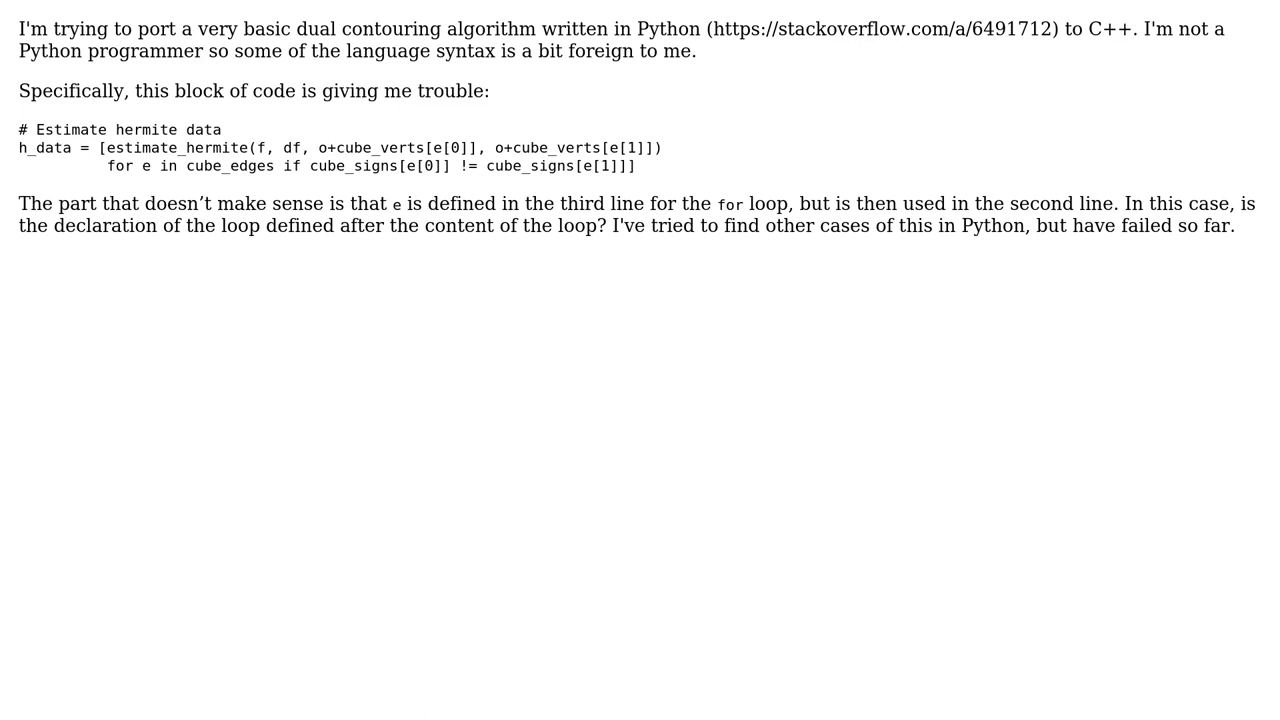 I'm trying to port a very basic dual contouring algorithm written in Python (https://stackoverflow.com/a/6491712) to C++. I'm not a
Python programmer so some of the language syntax is a bit foreign to me.
Specifically, this block of code is giving me trouble:
# Estimate hermite data
h_data = [estimate_hermite(f, df, o+cube_verts[e[0]], o+cube_verts[e[1]])
          for e in cube_edges if cube_signs[e[0]] != cube_signs[e[1]]]
The part that doesn’t make sense is that e is defined in the third line for the for loop, but is then used in the second line. In this case, is
the declaration of the loop defined after the content of the loop? I've tried to find other cases of this in Python, but have failed so far.